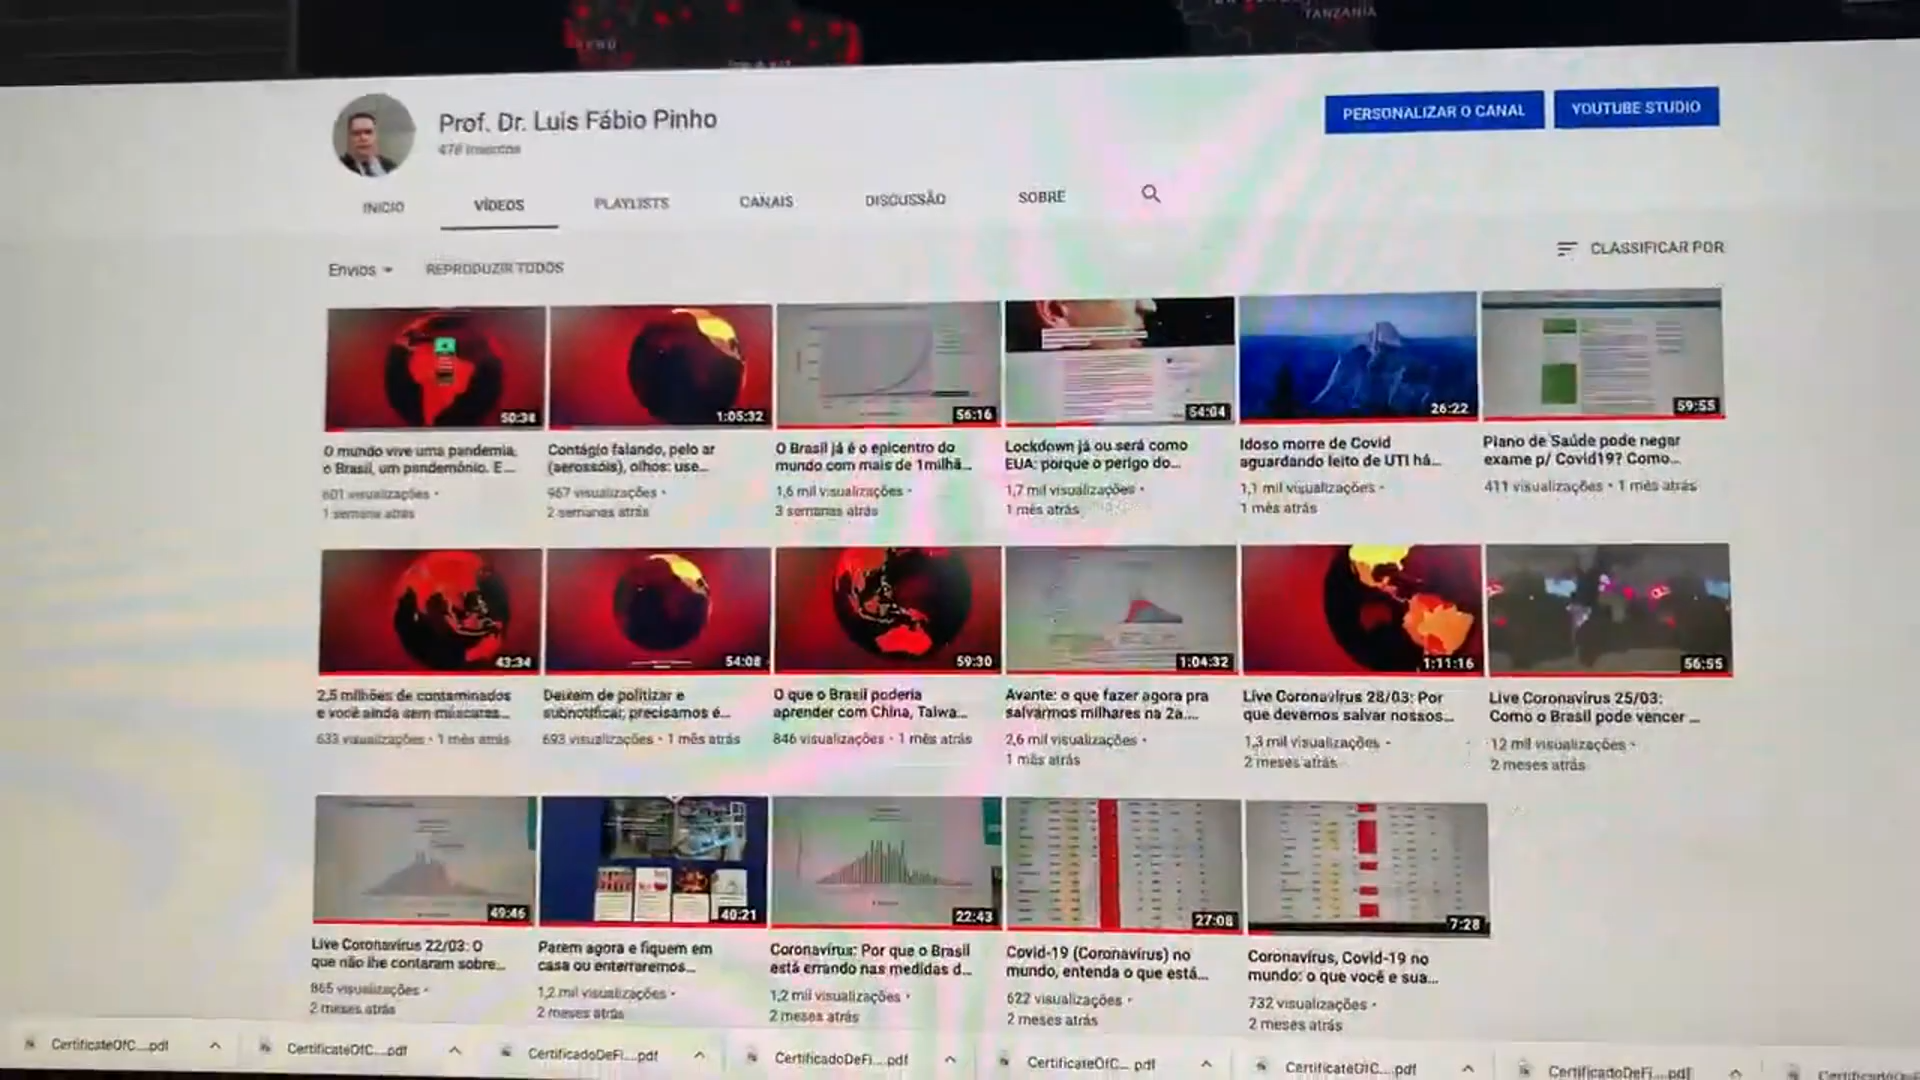 TANZANIA
Prof. Dr. Luis Fábio Pinho
476 inscritos
PERSONALIZAR O CANAL
YOUTUBE STUDIO
INÍCIO
VÍDEOS
PLAYLISTS
CANAIS
DISCUSSÃO
SOBRE
Envios
REPRODUZIR TODOS
CLASSIFICAR POR
50:34
1:05:32
56:16
54:04
26:22
59:55
O mundo vive uma pandemia,
o Brasil, um pandemônio. E...
601 visualizações •
1 semana atrás
Contágio falando, pelo ar
(aerossóis), olhos: use...
967 visualizações •
2 semanas atrás
O Brasil já é o epicentro do
mundo com mais de 1milhã...
1,6 mil visualizações •
3 semanas atrás
Lockdown já ou será como
EUA: porque o perigo do...
1,7 mil visualizações •
1 mês atrás
Idoso morre de Covid
aguardando leito de UTI há...
1,1 mil visualizações •
1 mês atrás
Plano de Saúde pode negar
exame p/ Covid19? Como...
411 visualizações • 1 mês atrás
43:34
54:08
59:30
1:04:32
1:11:16
56:55
2,5 milhões de contaminados
e você ainda sem máscaras...
633 visualizações • 1 mês atrás
Deixem de politizar e
subnotificar, precisamos é...
693 visualizações • 1 mês atrás
O que o Brasil poderia
aprender com China, Taiwa...
846 visualizações • 1 mês atrás
Avante: o que fazer agora pra
salvarmos milhares na 2a....
2,6 mil visualizações •
1 mês atrás
Live Coronavírus 28/03: Por
que devemos salvar nossos...
1,3 mil visualizações •
2 meses atrás
Live Coronavírus 25/03:
Como o Brasil pode vencer ...
12 mil visualizações •
2 meses atrás
49:46
40:21
22:43
27:08
7:28
Live Coronavírus 22/03: O
que não lhe contaram sobre...
865 visualizações •
2 meses atrás
Parem agora e fiquem em
casa ou enterraremos...
1,2 mil visualizações •
2 meses atrás
Coronavírus: Por que o Brasil
está errando nas medidas d...
1,2 mil visualizações •
2 meses atrás
Covid-19 (Coronavírus) no
mundo, entenda o que está...
622 visualizações •
2 meses atrás
Coronavírus, Covid-19 no
mundo: o que você e sua...
732 visualizações •
2 meses atrás
CertificateOfC....pdf
CertificateOfC....pdf
CertificadoDeFi....pdf
CertificadoDeFi....pdf
CertificateOfC....pdf
CertificateOfC....pdf
CertificadoDeFi....pdf